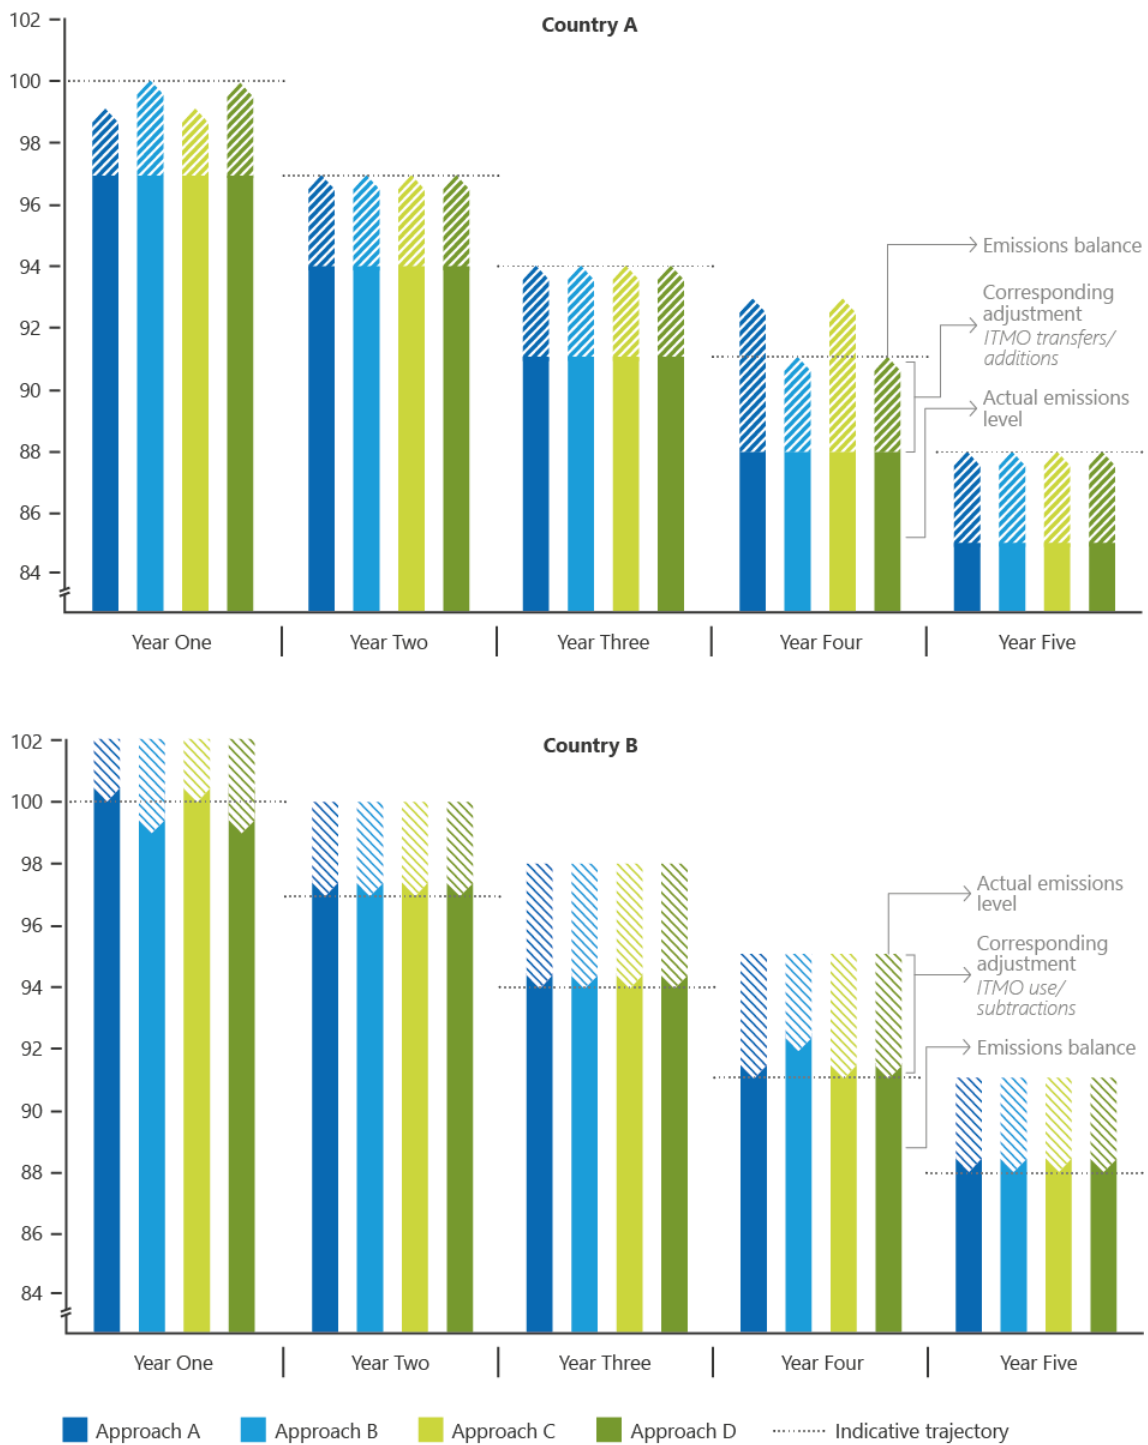 Country A
102
100
98
96
94
92
90
88
86
84
Emissions balance
Corresponding
adjustment
ITMO transfers/
additions
Actual emissions
level
Year One
Year Two
Year Three
Year Four
Year Five
Country B
102
100
98
96
94
92
90
88
86
84
Actual emissions
level
Corresponding
adjustment
ITMO use/
subtractions
Emissions balance
Year One
Year Two
Year Three
Year Four
Year Five
Approach A
Approach B
Approach C
Approach D
Indicative trajectory